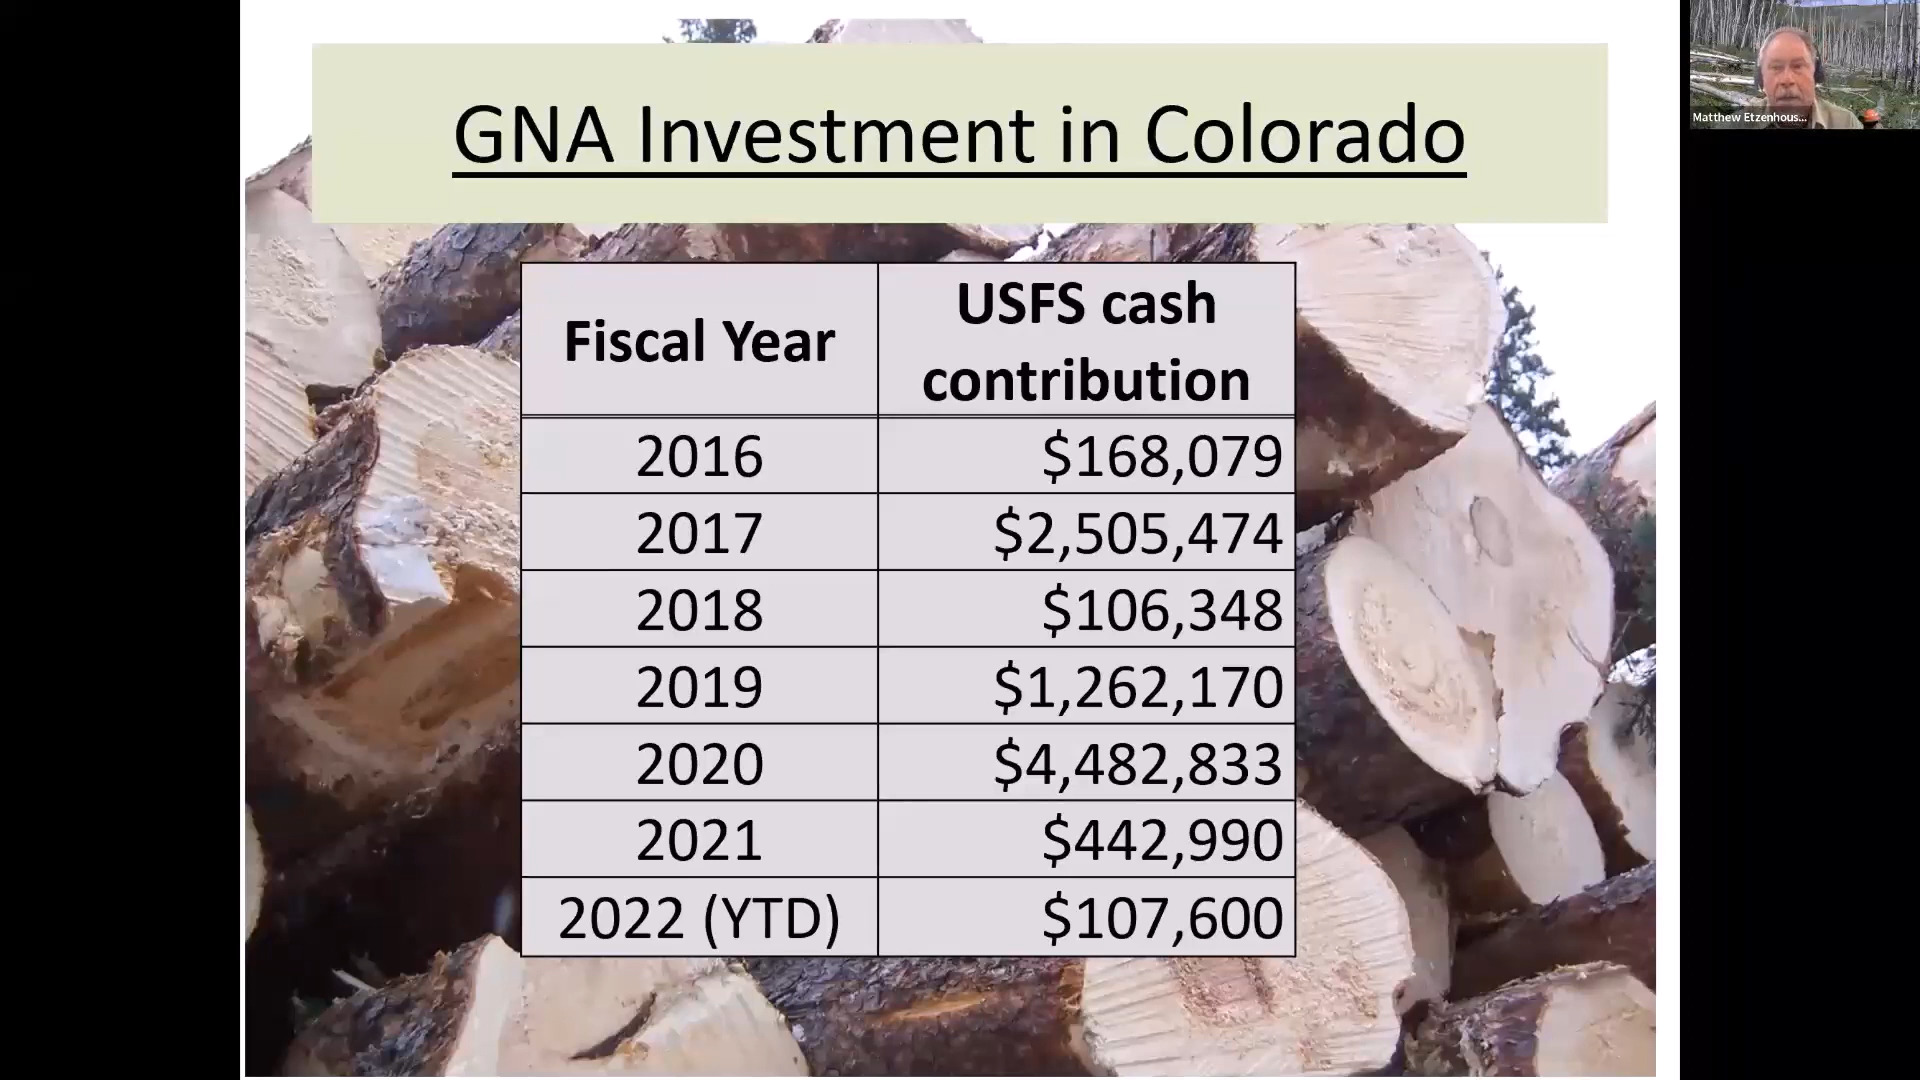 GNA Investment in Colorado
Matthew Etzenhous...
Fiscal Year
USFS cash
contribution
2016
$168,079
2017
$2,505,474
2018
$106,348
2019
$1,262,170
2020
$4,482,833
2021
$442,990
2022 (YTD)
$107,600